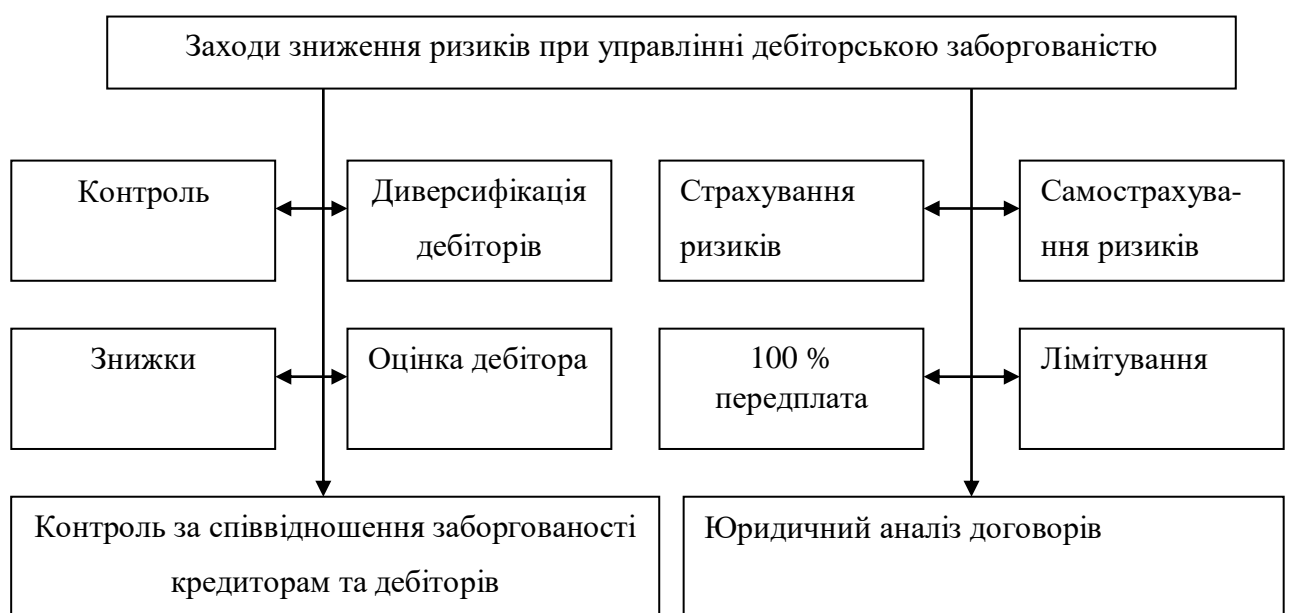 Заходи зниження ризиків при управлінні дебіторською заборгованістю
Контроль
Диверсифікація
дебіторів
Страхування
ризиків
Самострахува-
ння ризиків
Знижки
Оцінка дебітора
100 %
передплата
Лімітування
Контроль за співвідношення заборгованості
кредиторам та дебіторів
Юридичний аналіз договорів